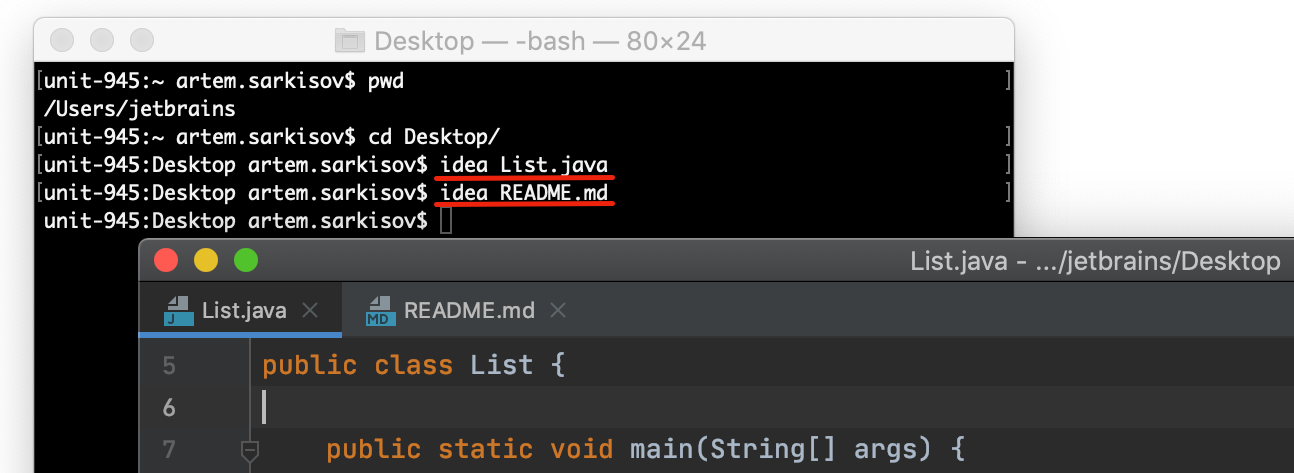 Desktop — -bash — 80×24
[unit-945:~ artem.sarkisov$ pwd ]
/Users/jetbrains
[unit-945:~ artem.sarkisov$ cd Desktop/ ]
[unit-945:Desktop artem.sarkisov$ idea List.java ]
[unit-945:Desktop artem.sarkisov$ idea README.md ]
unit-945:Desktop artem.sarkisov$
List.java - .../jetbrains/Desktop
J List.java MD README.md
5 public class List {
6
7 public static void main(String[] args) {